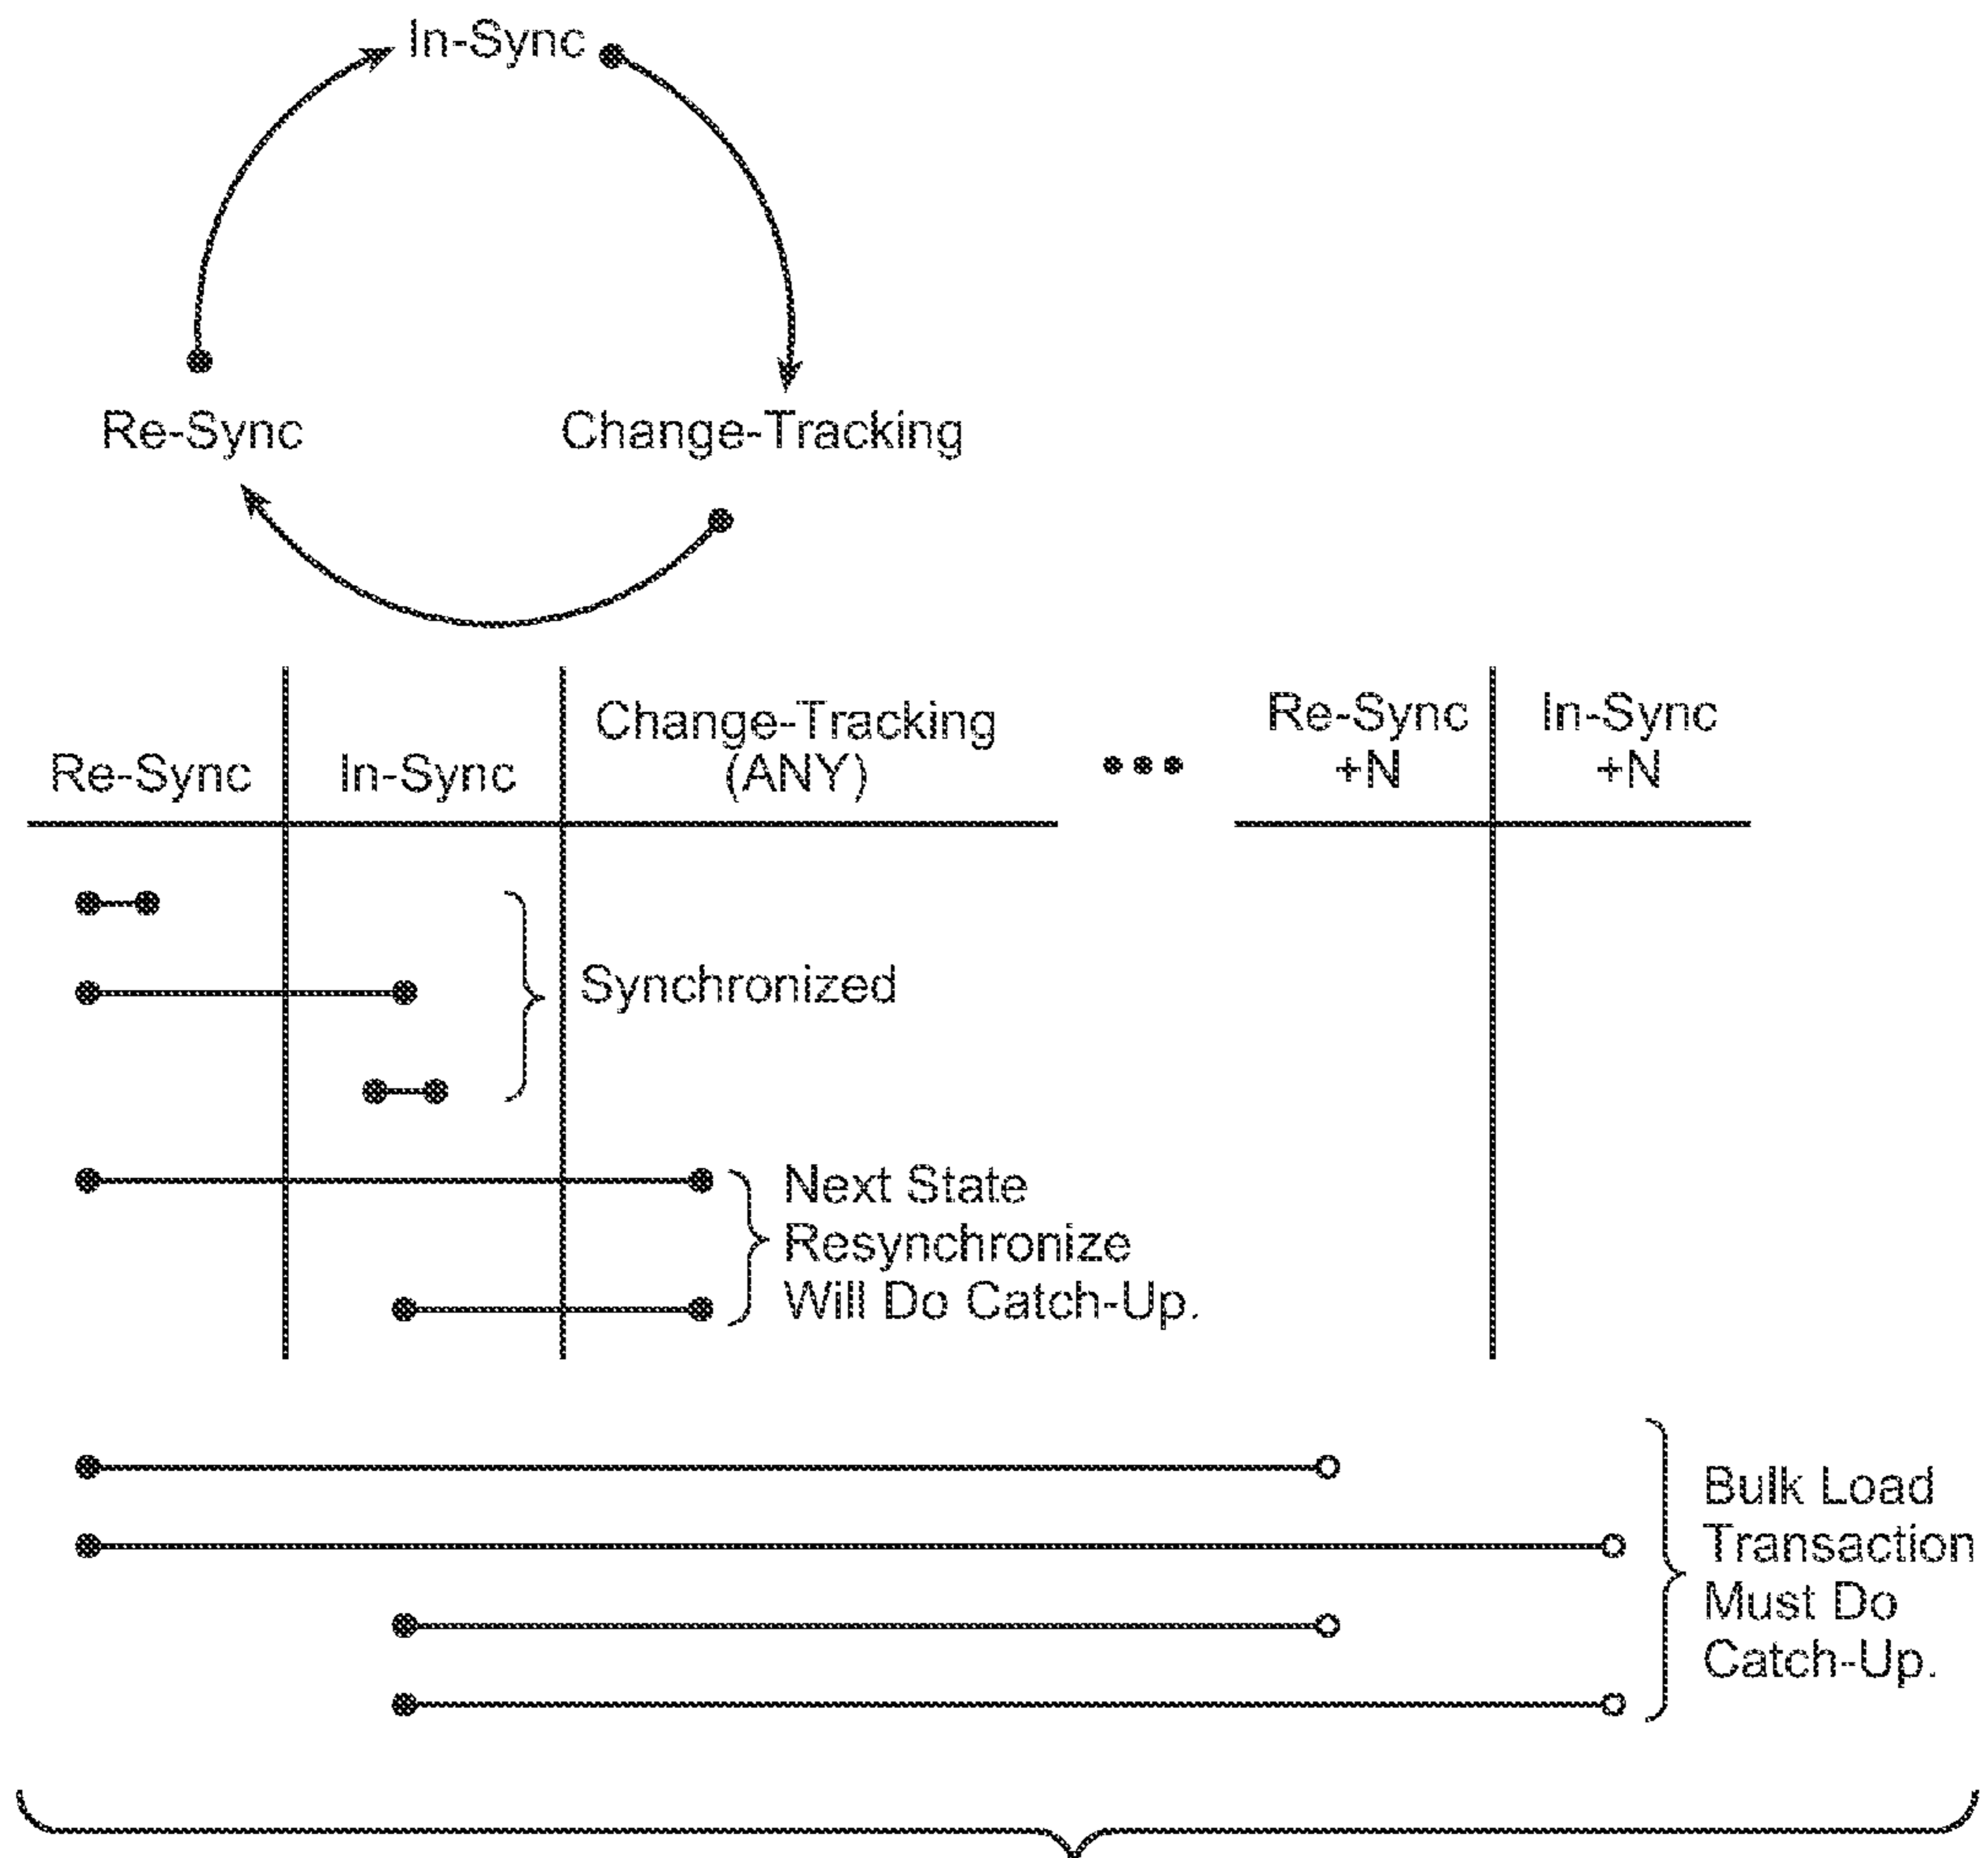 In-Sync
Re-Sync
Change-Tracking
Re-Sync
In-Sync
Change-Tracking
(ANY)
Re-Sync
+N
In-Sync
+N
Synchronized
Next State
Resynchronize
Will Do Catch-Up.
Bulk Load
Transaction
Must Do
Catch-Up.